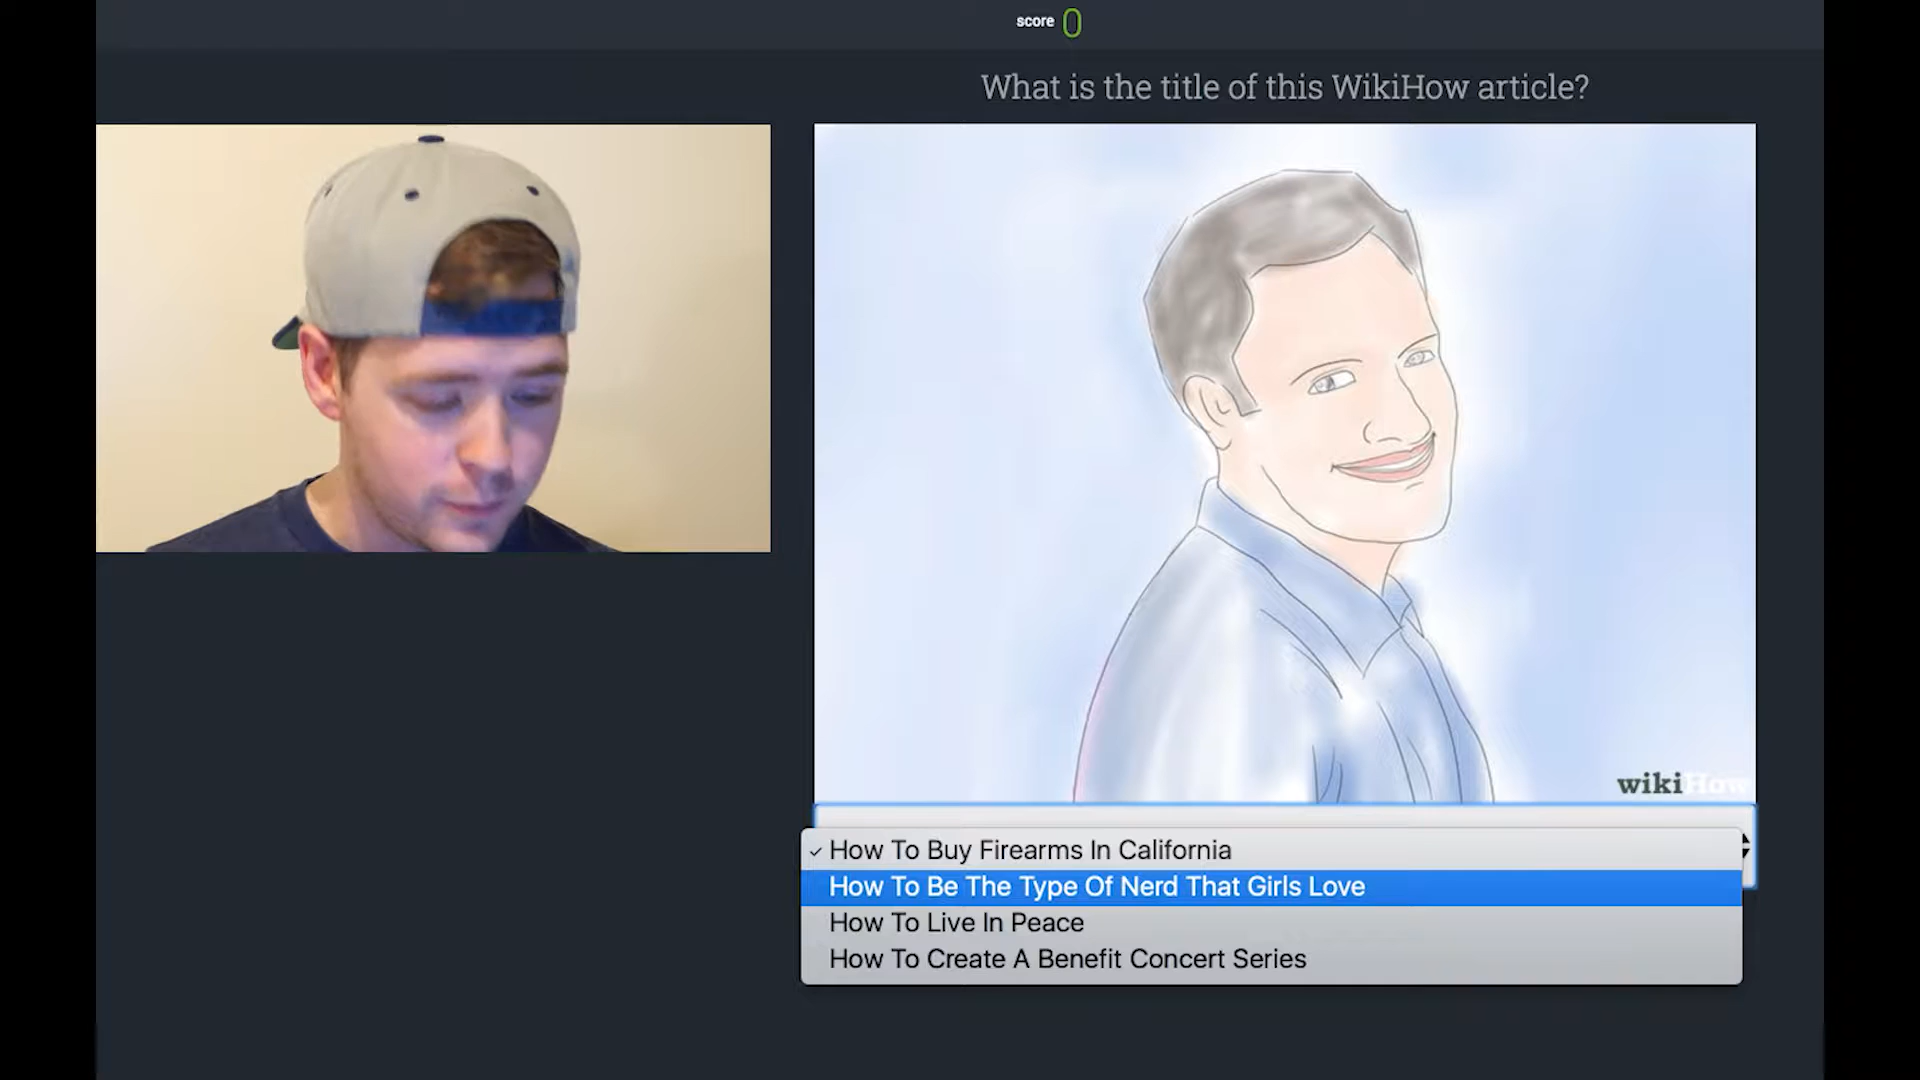 score 0
What is the title of this WikiHow article?
wikiHow
✓ How To Buy Firearms In California
How To Be The Type Of Nerd That Girls Love
How To Live In Peace
How To Create A Benefit Concert Series